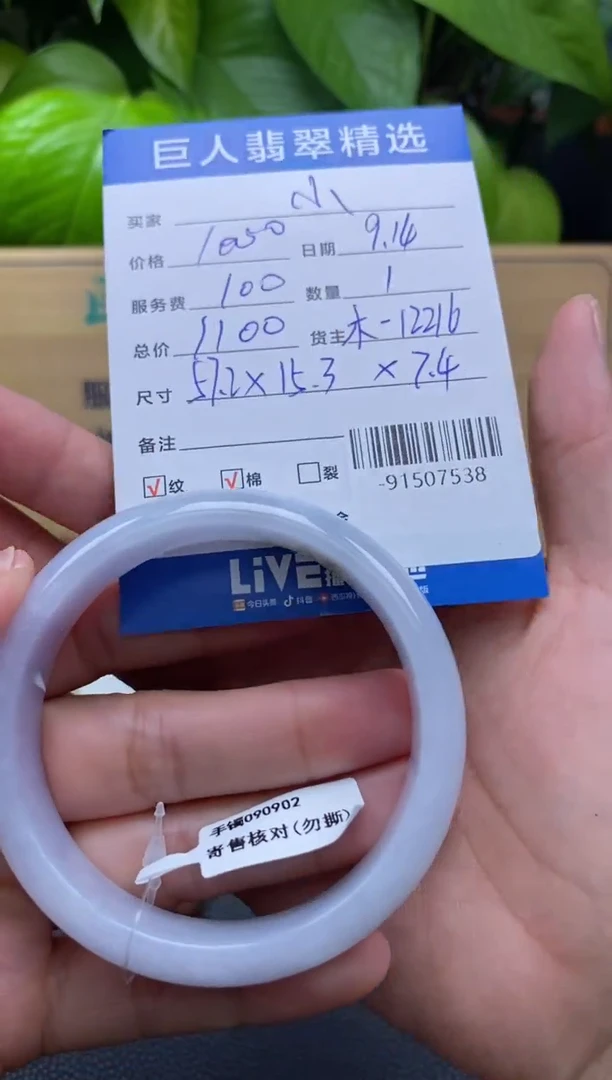 巨人翡翠精选
买家 小
价格 1050 日期 9.14
服务费 100 数量 1
总价 1100 货主 木-12216
尺寸 57.2×15.3 ×7.4
备注
√纹 √棉 裂
-91507538
LiVE
今日头条 抖音
手镯090902
寄售核对(勿撕)